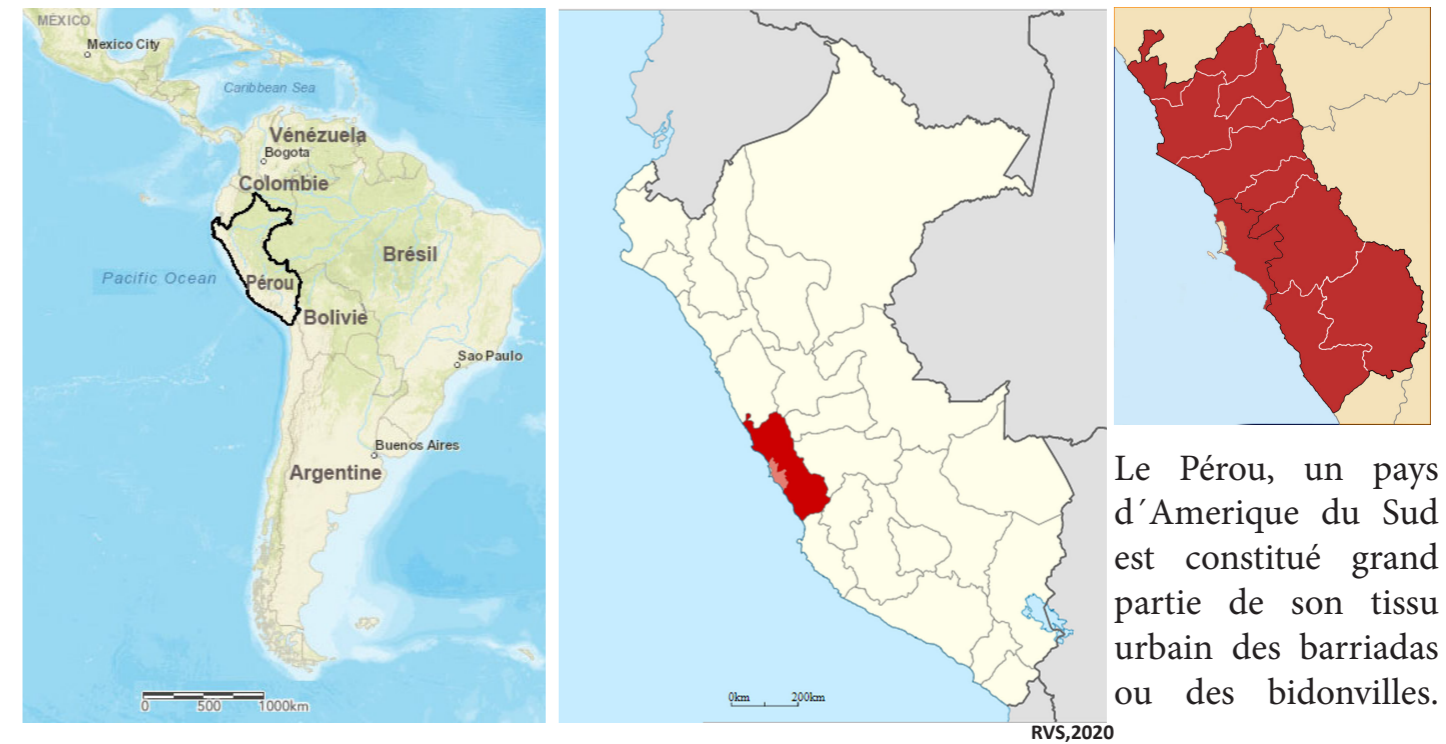 MÉXICO
Mexico City
Caribbean Sea
Vénézuela
Bogota
Colombie
Brésil
Pacific Ocean
Pérou
Bolivie
Sao Paulo
Buenos Aires
Argentine
0 500 1000km
0km 200km
RVS,2020
Le Pérou, un pays
d´Amerique du Sud
est constitué grand
partie de son tissu
urbain des barriadas
ou des bidonvilles.